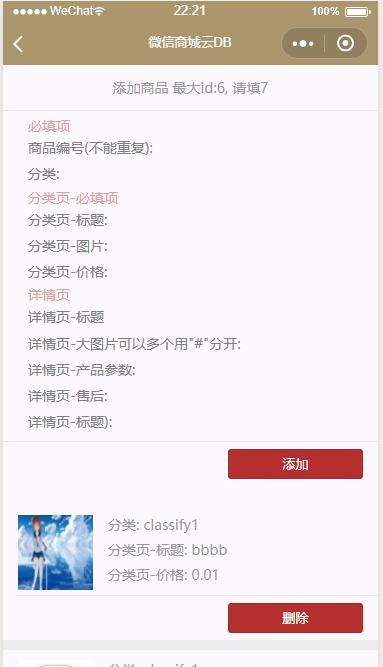 WeChat 22:21 100%
微信商城云DB
添加商品 最大id:6, 请填7
必填项
商品编号(不能重复):
分类:
分类页-必填项
分类页-标题:
分类页-图片:
分类页-价格:
详情页
详情页-标题
详情页-大图片可以多个用"#"分开:
详情页-产品参数:
详情页-售后:
详情页-标题):
添加
分类: classify1
分类页-标题: bbbb
分类页-价格: 0.01
删除